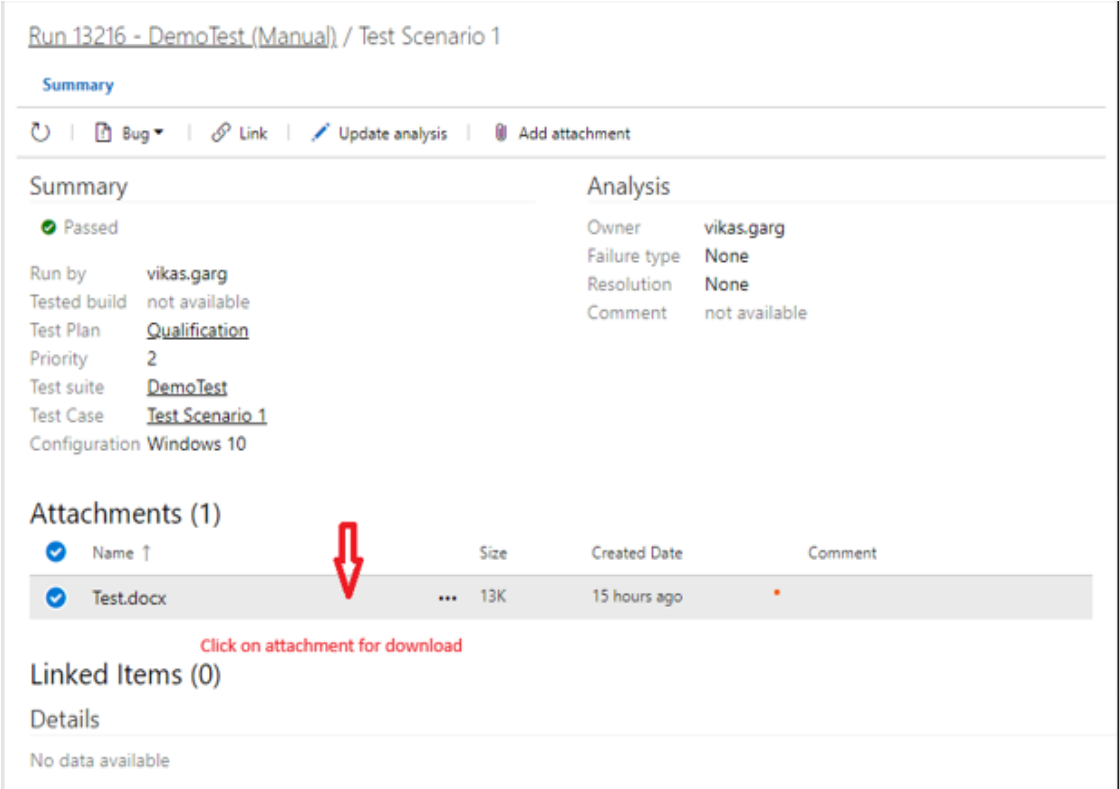 Run 13216 - DemoTest (Manual) / Test Scenario 1
Summary
Bug Link Update analysis Add attachment
Summary
Passed
Run by vikas.garg
Tested build not available
Test Plan Qualification
Priority 2
Test suite DemoTest
Test Case Test Scenario 1
Configuration Windows 10
Analysis
Owner vikas.garg
Failure type None
Resolution None
Comment not available
Attachments (1)
Name ↑ Size Created Date Comment
Test.docx ... 13K 15 hours ago
Click on attachment for download
Linked Items (0)
Details
No data available